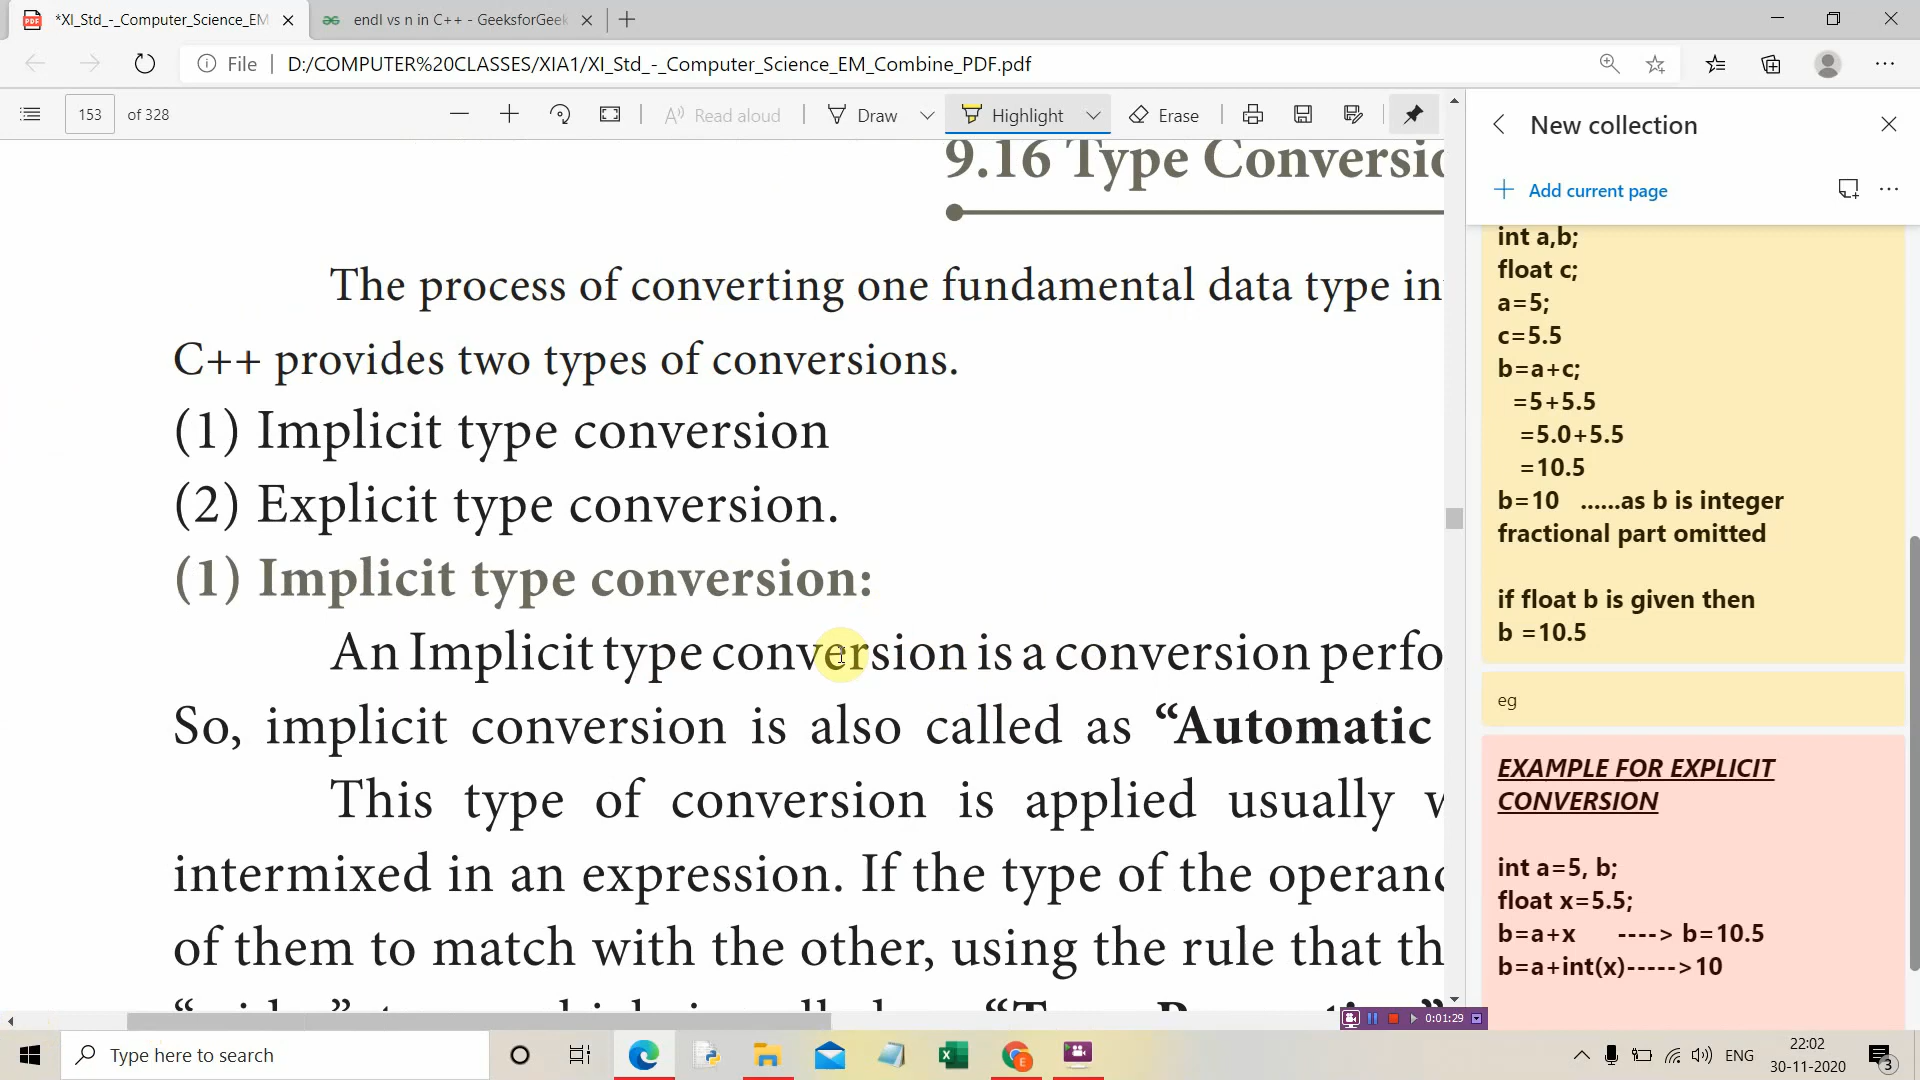 *XI_Std_-_Computer_Science_EM
endl vs n in C++ - GeeksforGeek
File
D:/COMPUTER%20CLASSES/XIA1/XI_Std_-_Computer_Science_EM_Combine_PDF.pdf
153 of 328
Read aloud
Draw
Highlight
Erase
9.16 Type Conversio
The process of converting one fundamental data type in
C++ provides two types of conversions.
(1) Implicit type conversion
(2) Explicit type conversion.
(1) Implicit type conversion:
An Implicit type conversion is a conversion perfo
So, implicit conversion is also called as “Automatic
This type of conversion is applied usually w
intermixed in an expression. If the type of the operand
of them to match with the other, using the rule that th
New collection
Add current page
int a,b;
float c;
a=5;
c=5.5
b=a+c;
=5+5.5
=5.0+5.5
=10.5
b=10 ......as b is integer
fractional part omitted
if float b is given then
b =10.5
eg
EXAMPLE FOR EXPLICIT
CONVERSION
int a=5, b;
float x=5.5;
b=a+x ----> b=10.5
b=a+int(x)----->10
0:01:29
Type here to search
ENG
22:02
30-11-2020
3